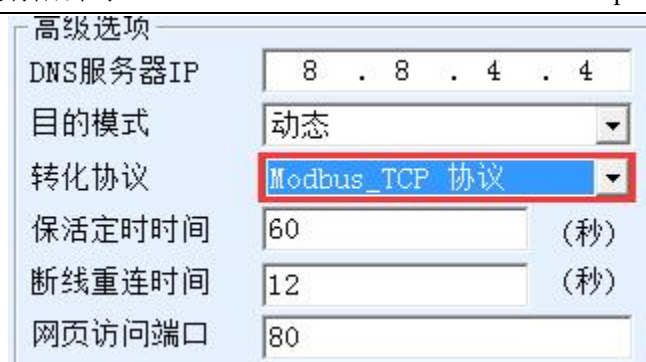 高级选项
DNS服务器IP 8 . 8 . 4 . 4
目的模式 动态
转化协议 Modbus_TCP 协议
保活定时时间 60 (秒)
断线重连时间 12 (秒)
网页访问端口 80